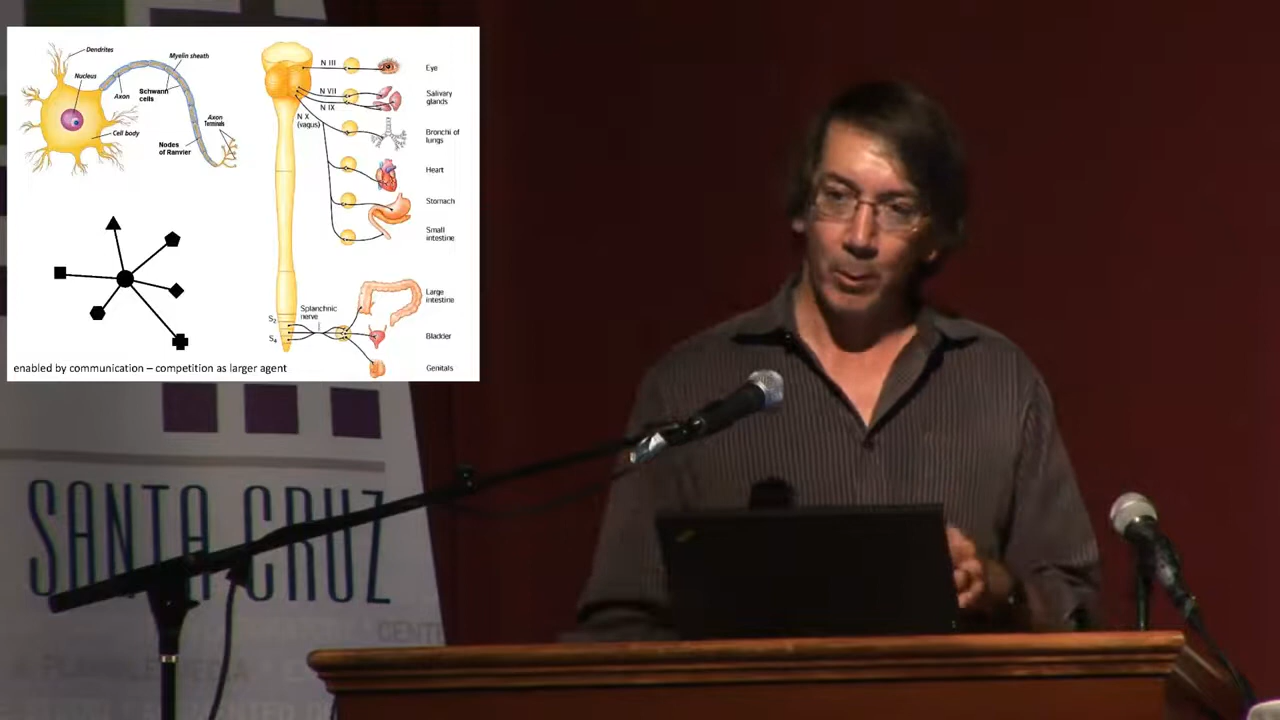 Dendrites
Myelin sheath
Nucleus
Axon
Schwann
cells
Axon
Terminals
Cell body
Nodes
of Ranvier
N III
Eye
N VII
N IX
Salivary
glands
N X
(vagus)
Bronchi of
lungs
Heart
Stomach
Small
intestine
Large
intestine
Splanchnic
nerve
S2
S4
Bladder
Genitals
enabled by communication – competition as larger agent
SANTA CRUZ